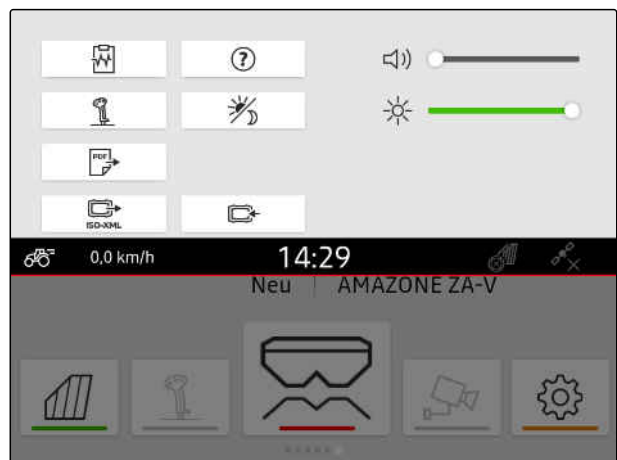 ?
PDF
ISO-XML
0,0 km/h
14:29
Neu
AMAZONE ZA-V